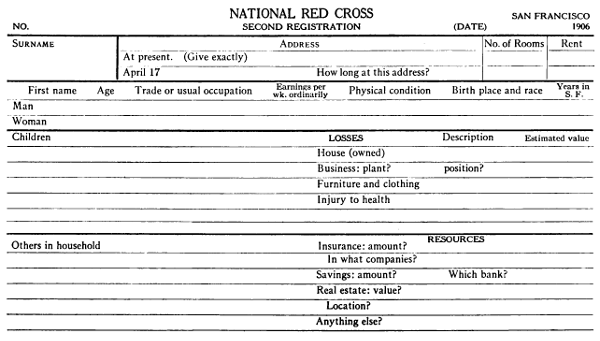 NATIONAL RED CROSS
SAN FRANCISCO
NO. SECOND REGISTRATION (DATE) 1906
SURNAME ADDRESS No. of Rooms Rent
At present. (Give exactly)
April 17 How long at this address?
First name Age Trade or usual occupation Earnings per wk. ordinarily Physical condition Birth place and race Years in S. F.
Man
Woman
Children LOSSES Description Estimated value
House (owned)
Business: plant? position?
Furniture and clothing
Injury to health
RESOURCES
Others in household Insurance: amount?
In what companies?
Savings: amount? Which bank?
Real estate: value?
Location?
Anything else?